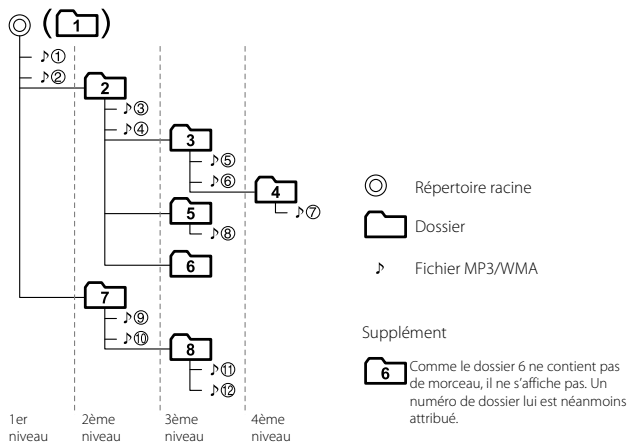 (1)
♪①
♪②
2
♪③
♪④
3
♪⑤
♪⑥
4
♪⑦
5
♪⑧
6
7
♪⑨
♪⑩
8
♪⑪
♪⑫
1er niveau
2ème niveau
3ème niveau
4ème niveau
Répertoire racine
Dossier
♪ Fichier MP3/WMA
Supplément
6
Comme le dossier 6 ne contient pas
de morceau, il ne s'affiche pas. Un
numéro de dossier lui est néanmoins
attribué.